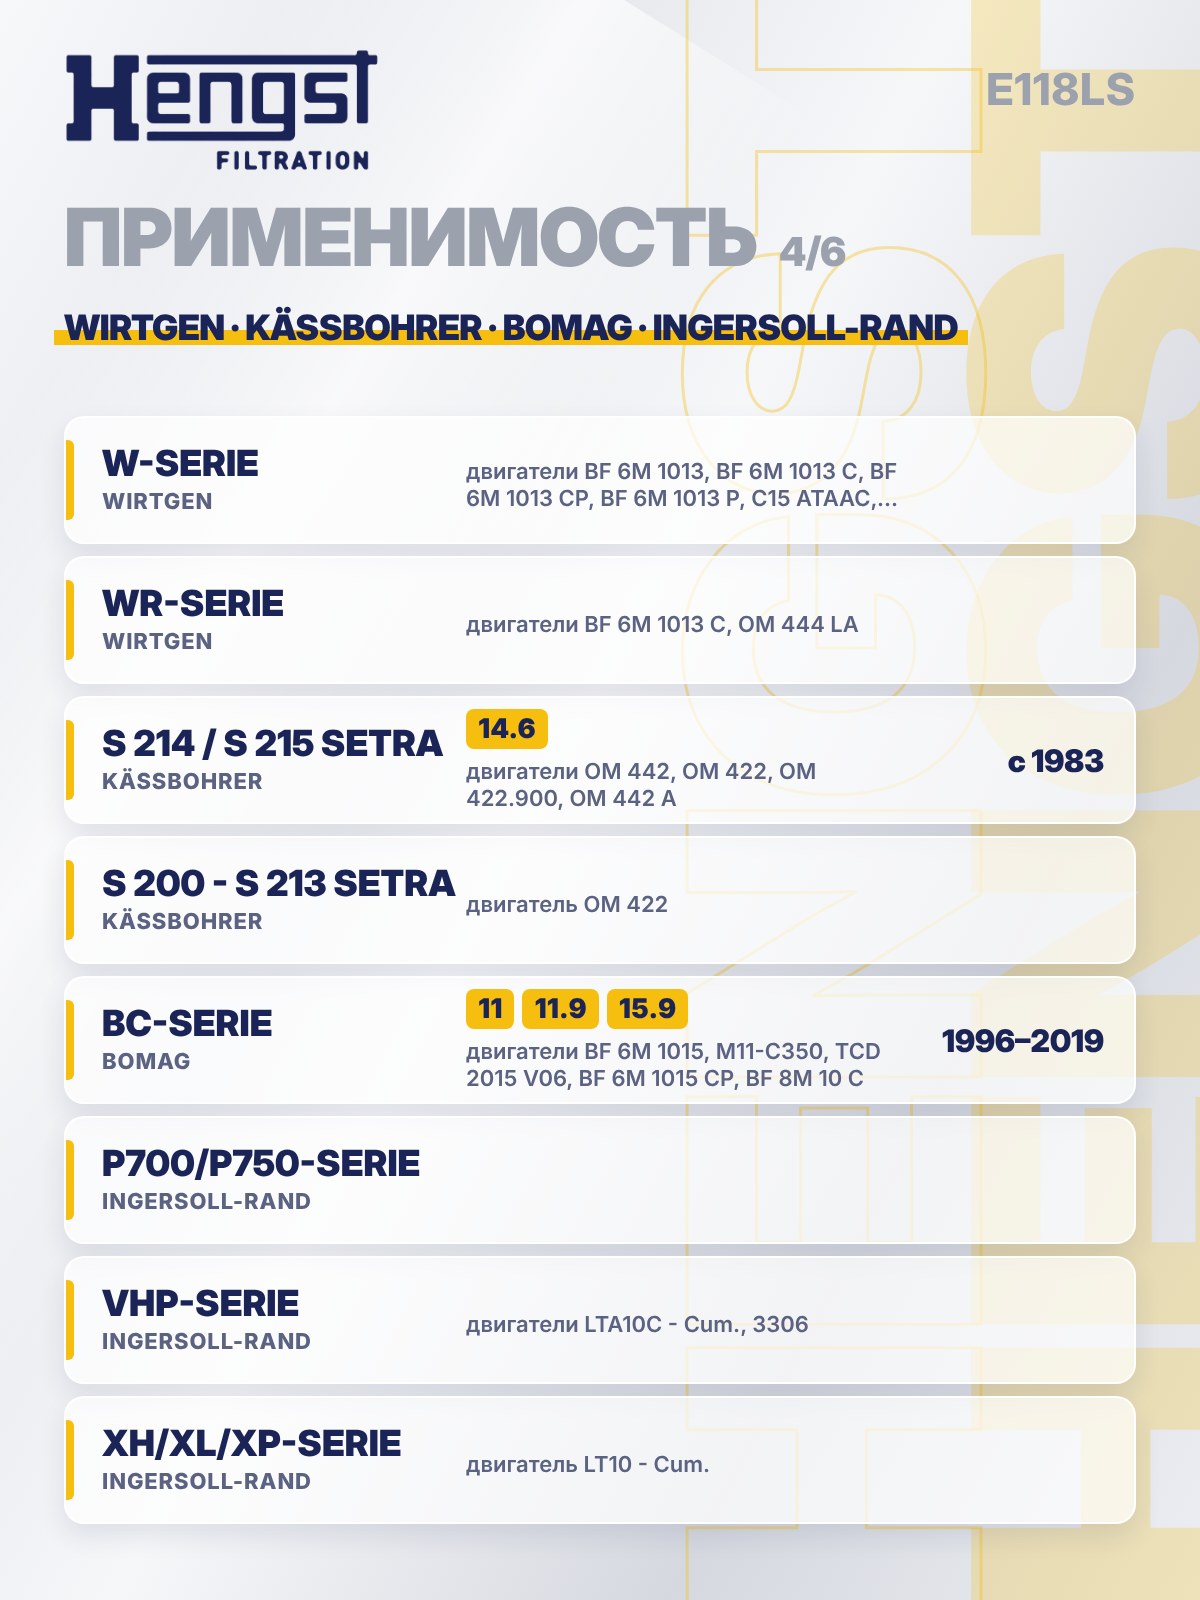 Hengst
FILTRATION
E118LS
ПРИМЕНИМОСТЬ 4/6
WIRTGEN · KÄSSBOHRER · BOMAG · INGERSOLL-RAND
W-SERIE
WIRTGEN
двигатели BF 6M 1013, BF 6M 1013 C, BF
6M 1013 CP, BF 6M 1013 P, C15 ATAAC,...
WR-SERIE
WIRTGEN
двигатели BF 6M 1013 C, OM 444 LA
S 214 / S 215 SETRA
KÄSSBOHRER
14.6
двигатели OM 442, OM 422, OM
422.900, OM 442 A
с 1983
S 200 - S 213 SETRA
KÄSSBOHRER
двигатель OM 422
BC-SERIE
BOMAG
11 11.9 15.9
двигатели BF 6M 1015, M11-C350, TCD
2015 V06, BF 6M 1015 CP, BF 8M 10 C
1996–2019
P700/P750-SERIE
INGERSOLL-RAND
VHP-SERIE
INGERSOLL-RAND
двигатели LTA10C - Cum., 3306
XH/XL/XP-SERIE
INGERSOLL-RAND
двигатель LT10 - Cum.
HENGST
HENGST